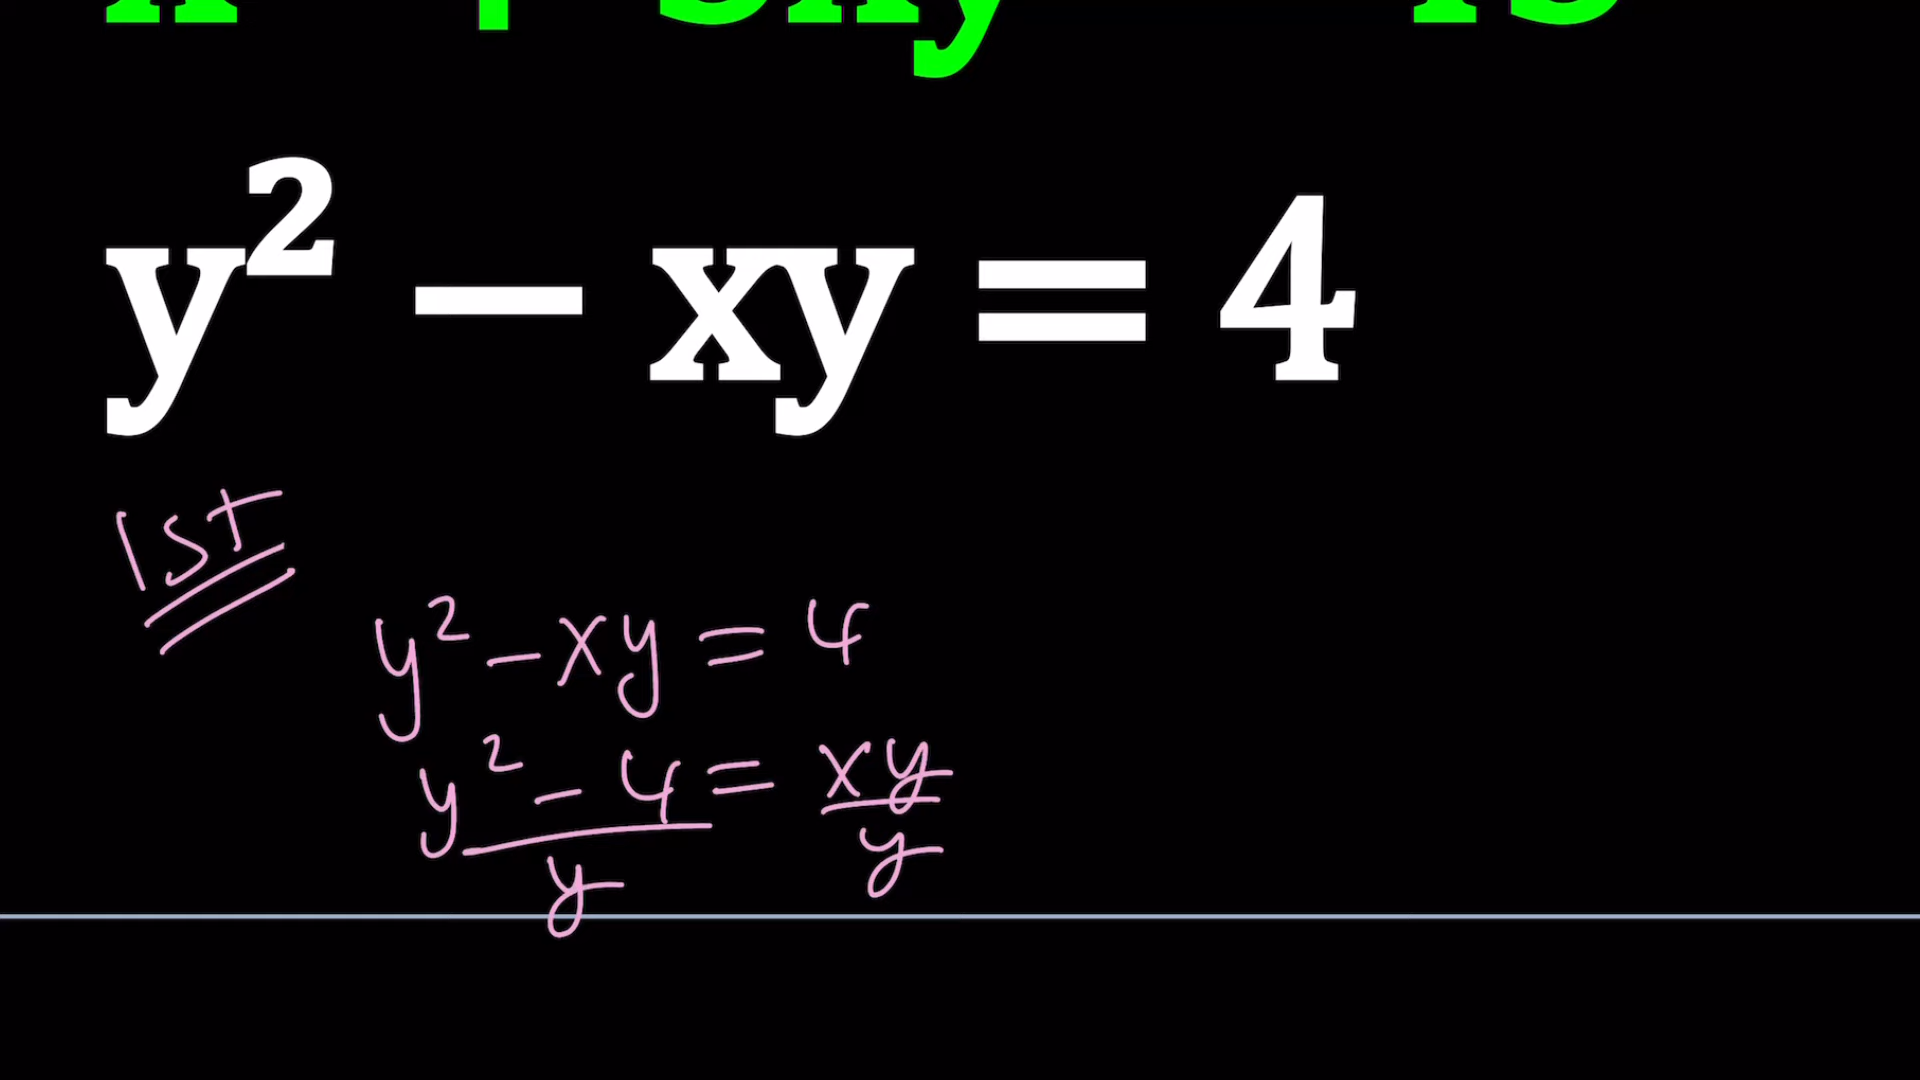 y² − xy = 4
1st
y² − xy = 4
y² − 4 = xy
y y